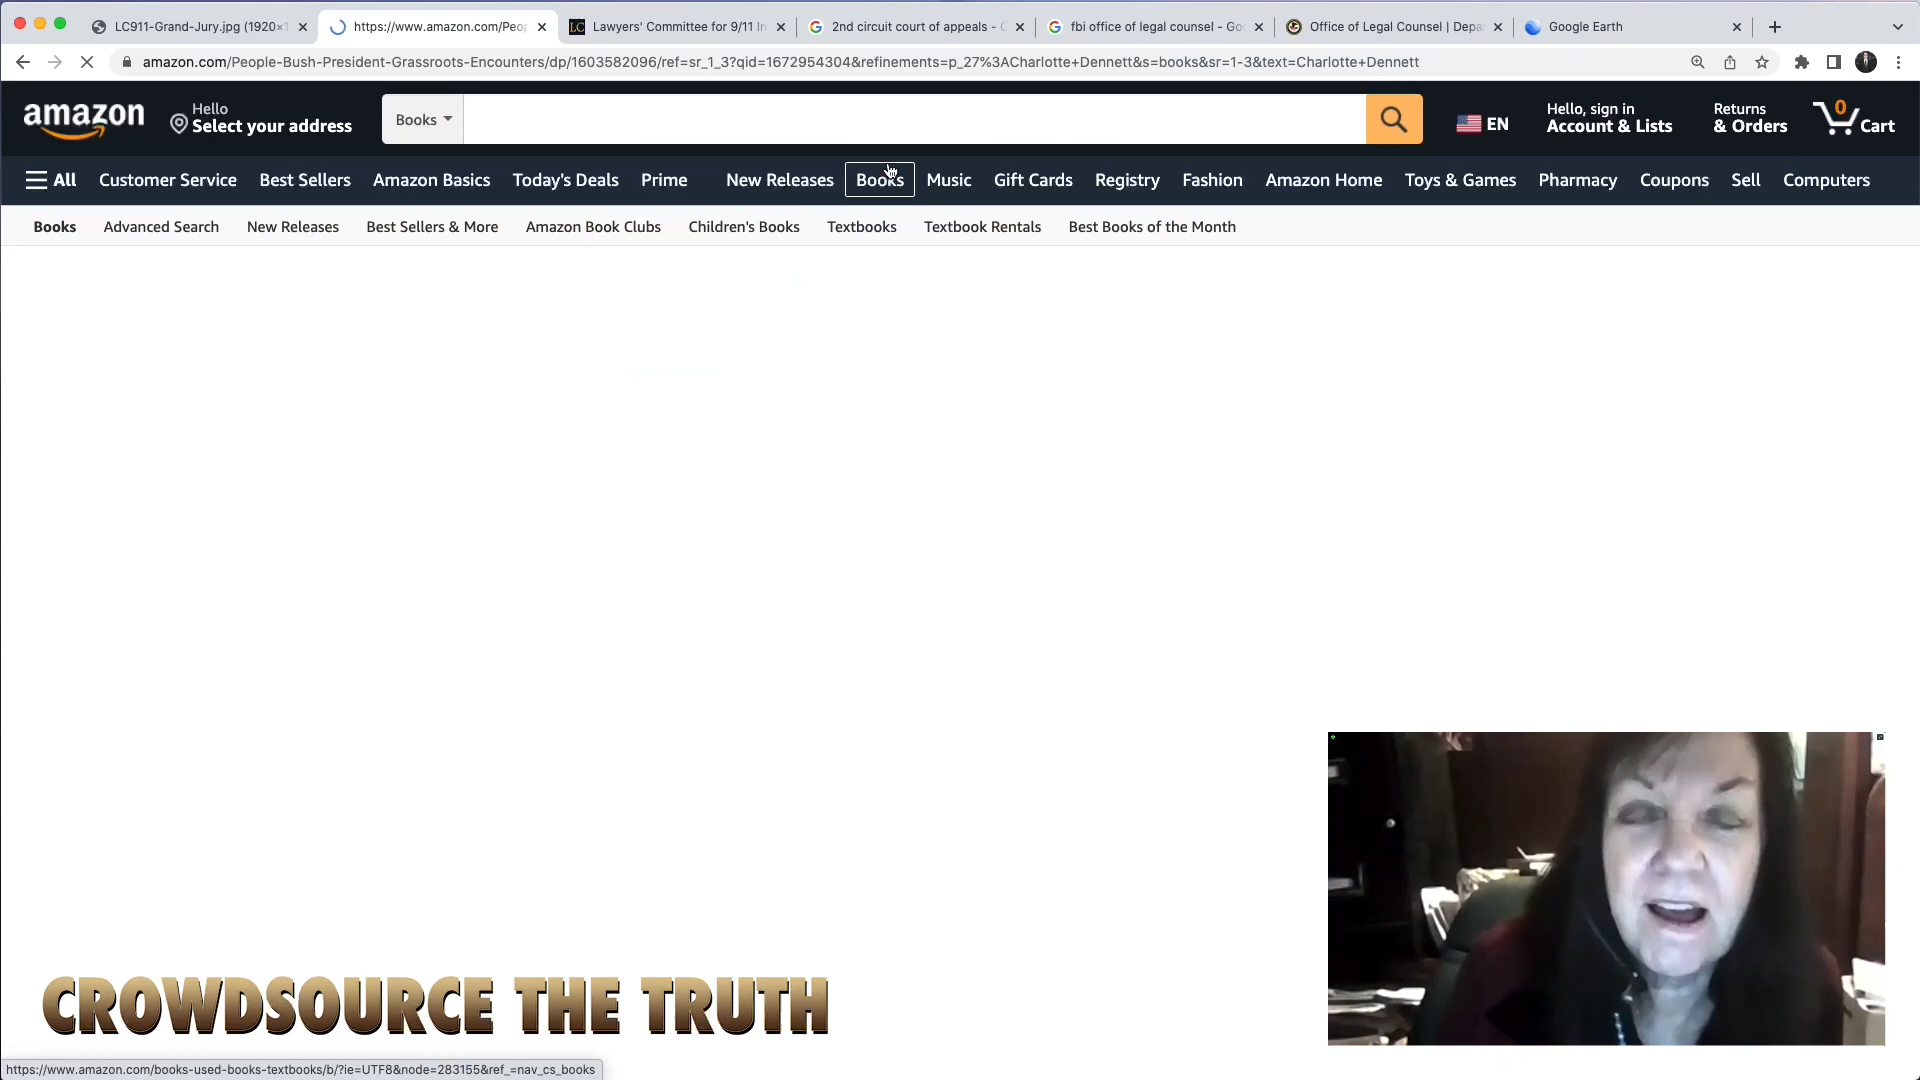 LC911-Grand-Jury.jpg (1920×1
https://www.amazon.com/Peop
Lawyers' Committee for 9/11 In
2nd circuit court of appeals - G
fbi office of legal counsel - Goo
Office of Legal Counsel | Depa
Google Earth
amazon.com/People-Bush-President-Grassroots-Encounters/dp/1603582096/ref=sr_1_3?qid=1672954304&refinements=p_27%3ACharlotte+Dennett&s=books&sr=1-3&text=Charlotte+Dennett
amazon
Hello
Select your address
Books
EN
Hello, sign in
Account & Lists
Returns
& Orders
0
Cart
All Customer Service Best Sellers Amazon Basics Today's Deals Prime New Releases Books Music Gift Cards Registry Fashion Amazon Home Toys & Games Pharmacy Coupons Sell Computers
Books Advanced Search New Releases Best Sellers & More Amazon Book Clubs Children's Books Textbooks Textbook Rentals Best Books of the Month
CROWDSOURCE THE TRUTH
https://www.amazon.com/books-used-books-textbooks/b/?ie=UTF8&node=283155&ref_=nav_cs_books